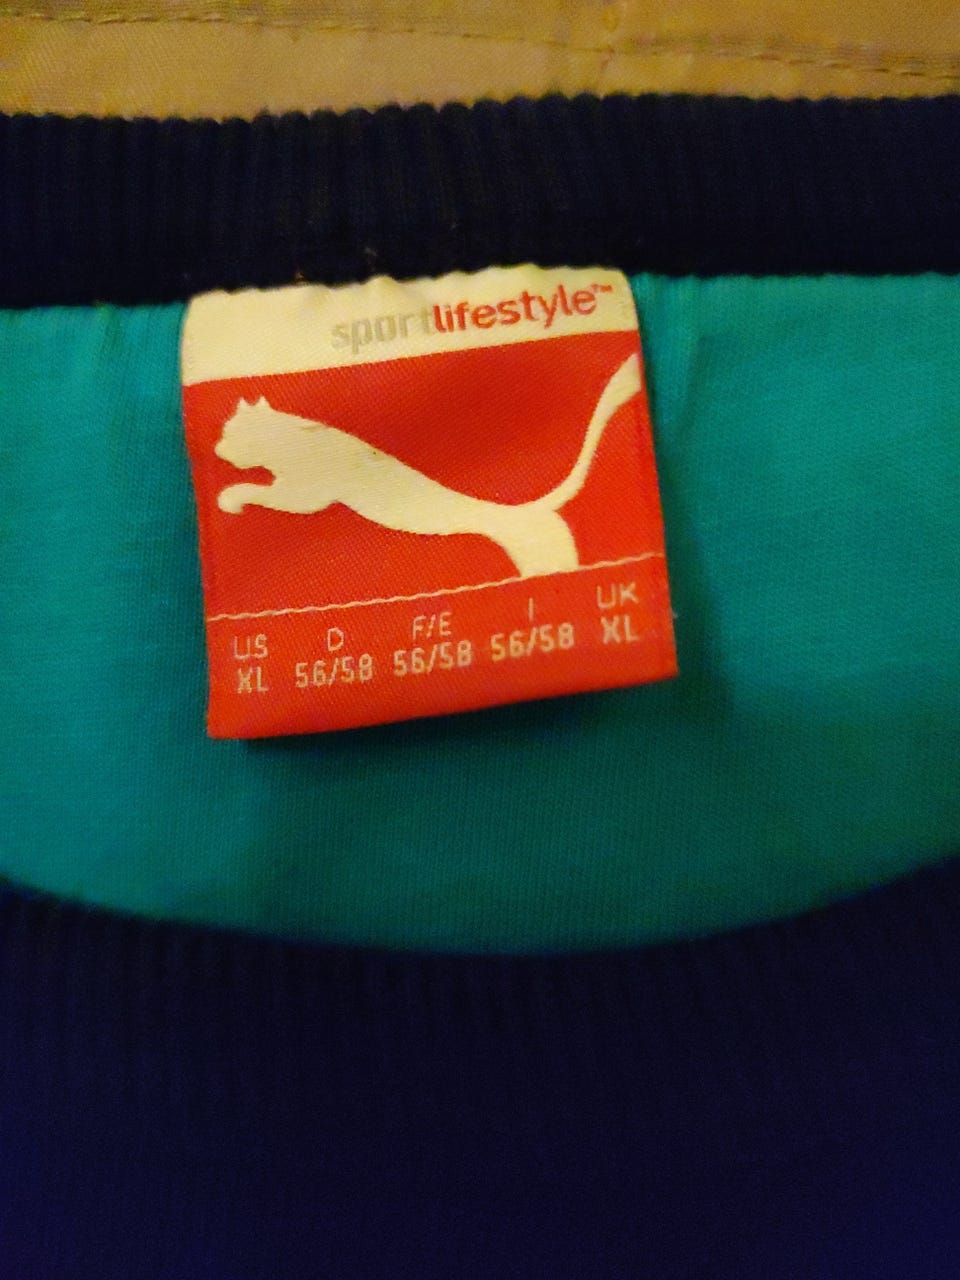 sportlifestyle™
US D F/E I UK
XL 56/58 56/58 56/58 XL